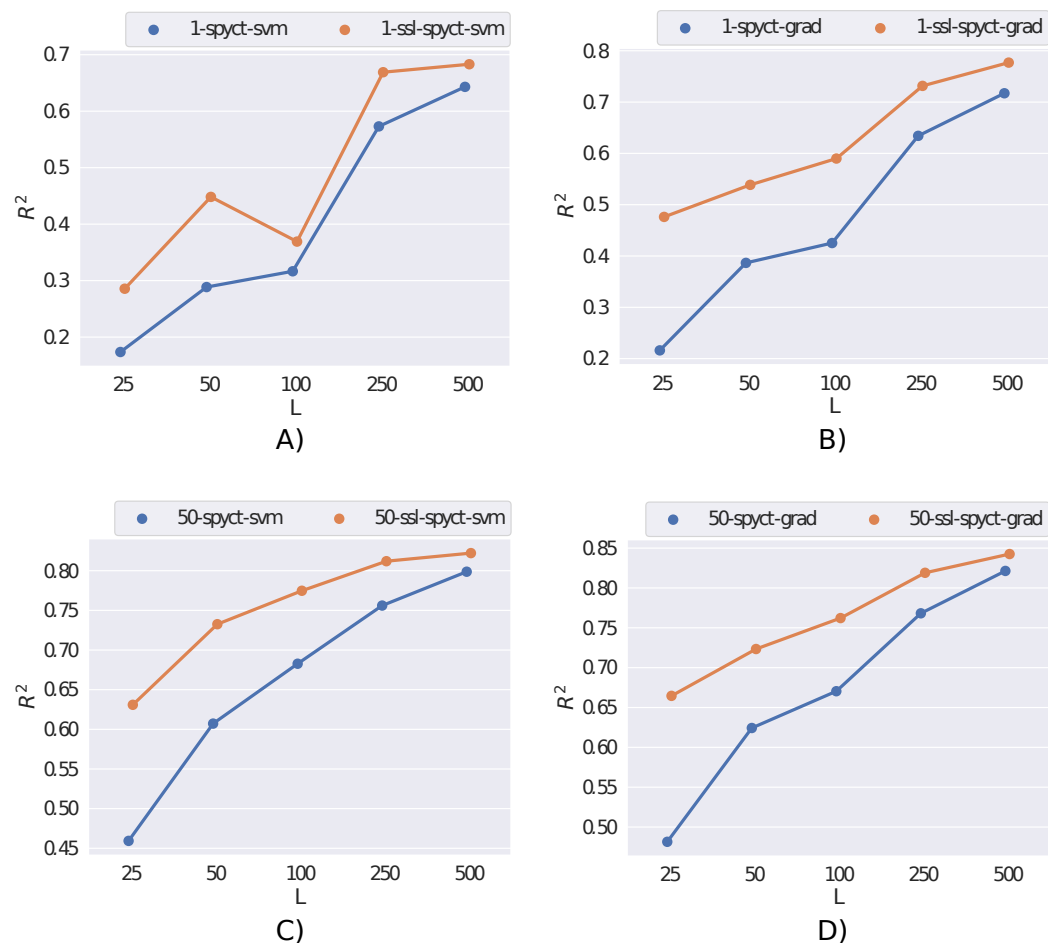 1-spyct-svm 1-ssl-spyct-svm
0.7
0.6
0.5
0.4
0.3
0.2
R²
25 50 100 250 500
L
A)
1-spyct-grad 1-ssl-spyct-grad
0.8
0.7
0.6
0.5
0.4
0.3
0.2
R²
25 50 100 250 500
L
B)
50-spyct-svm 50-ssl-spyct-svm
0.80
0.75
0.70
0.65
0.60
0.55
0.50
0.45
R²
25 50 100 250 500
L
C)
50-spyct-grad 50-ssl-spyct-grad
0.85
0.80
0.75
0.70
0.65
0.60
0.55
0.50
R²
25 50 100 250 500
L
D)